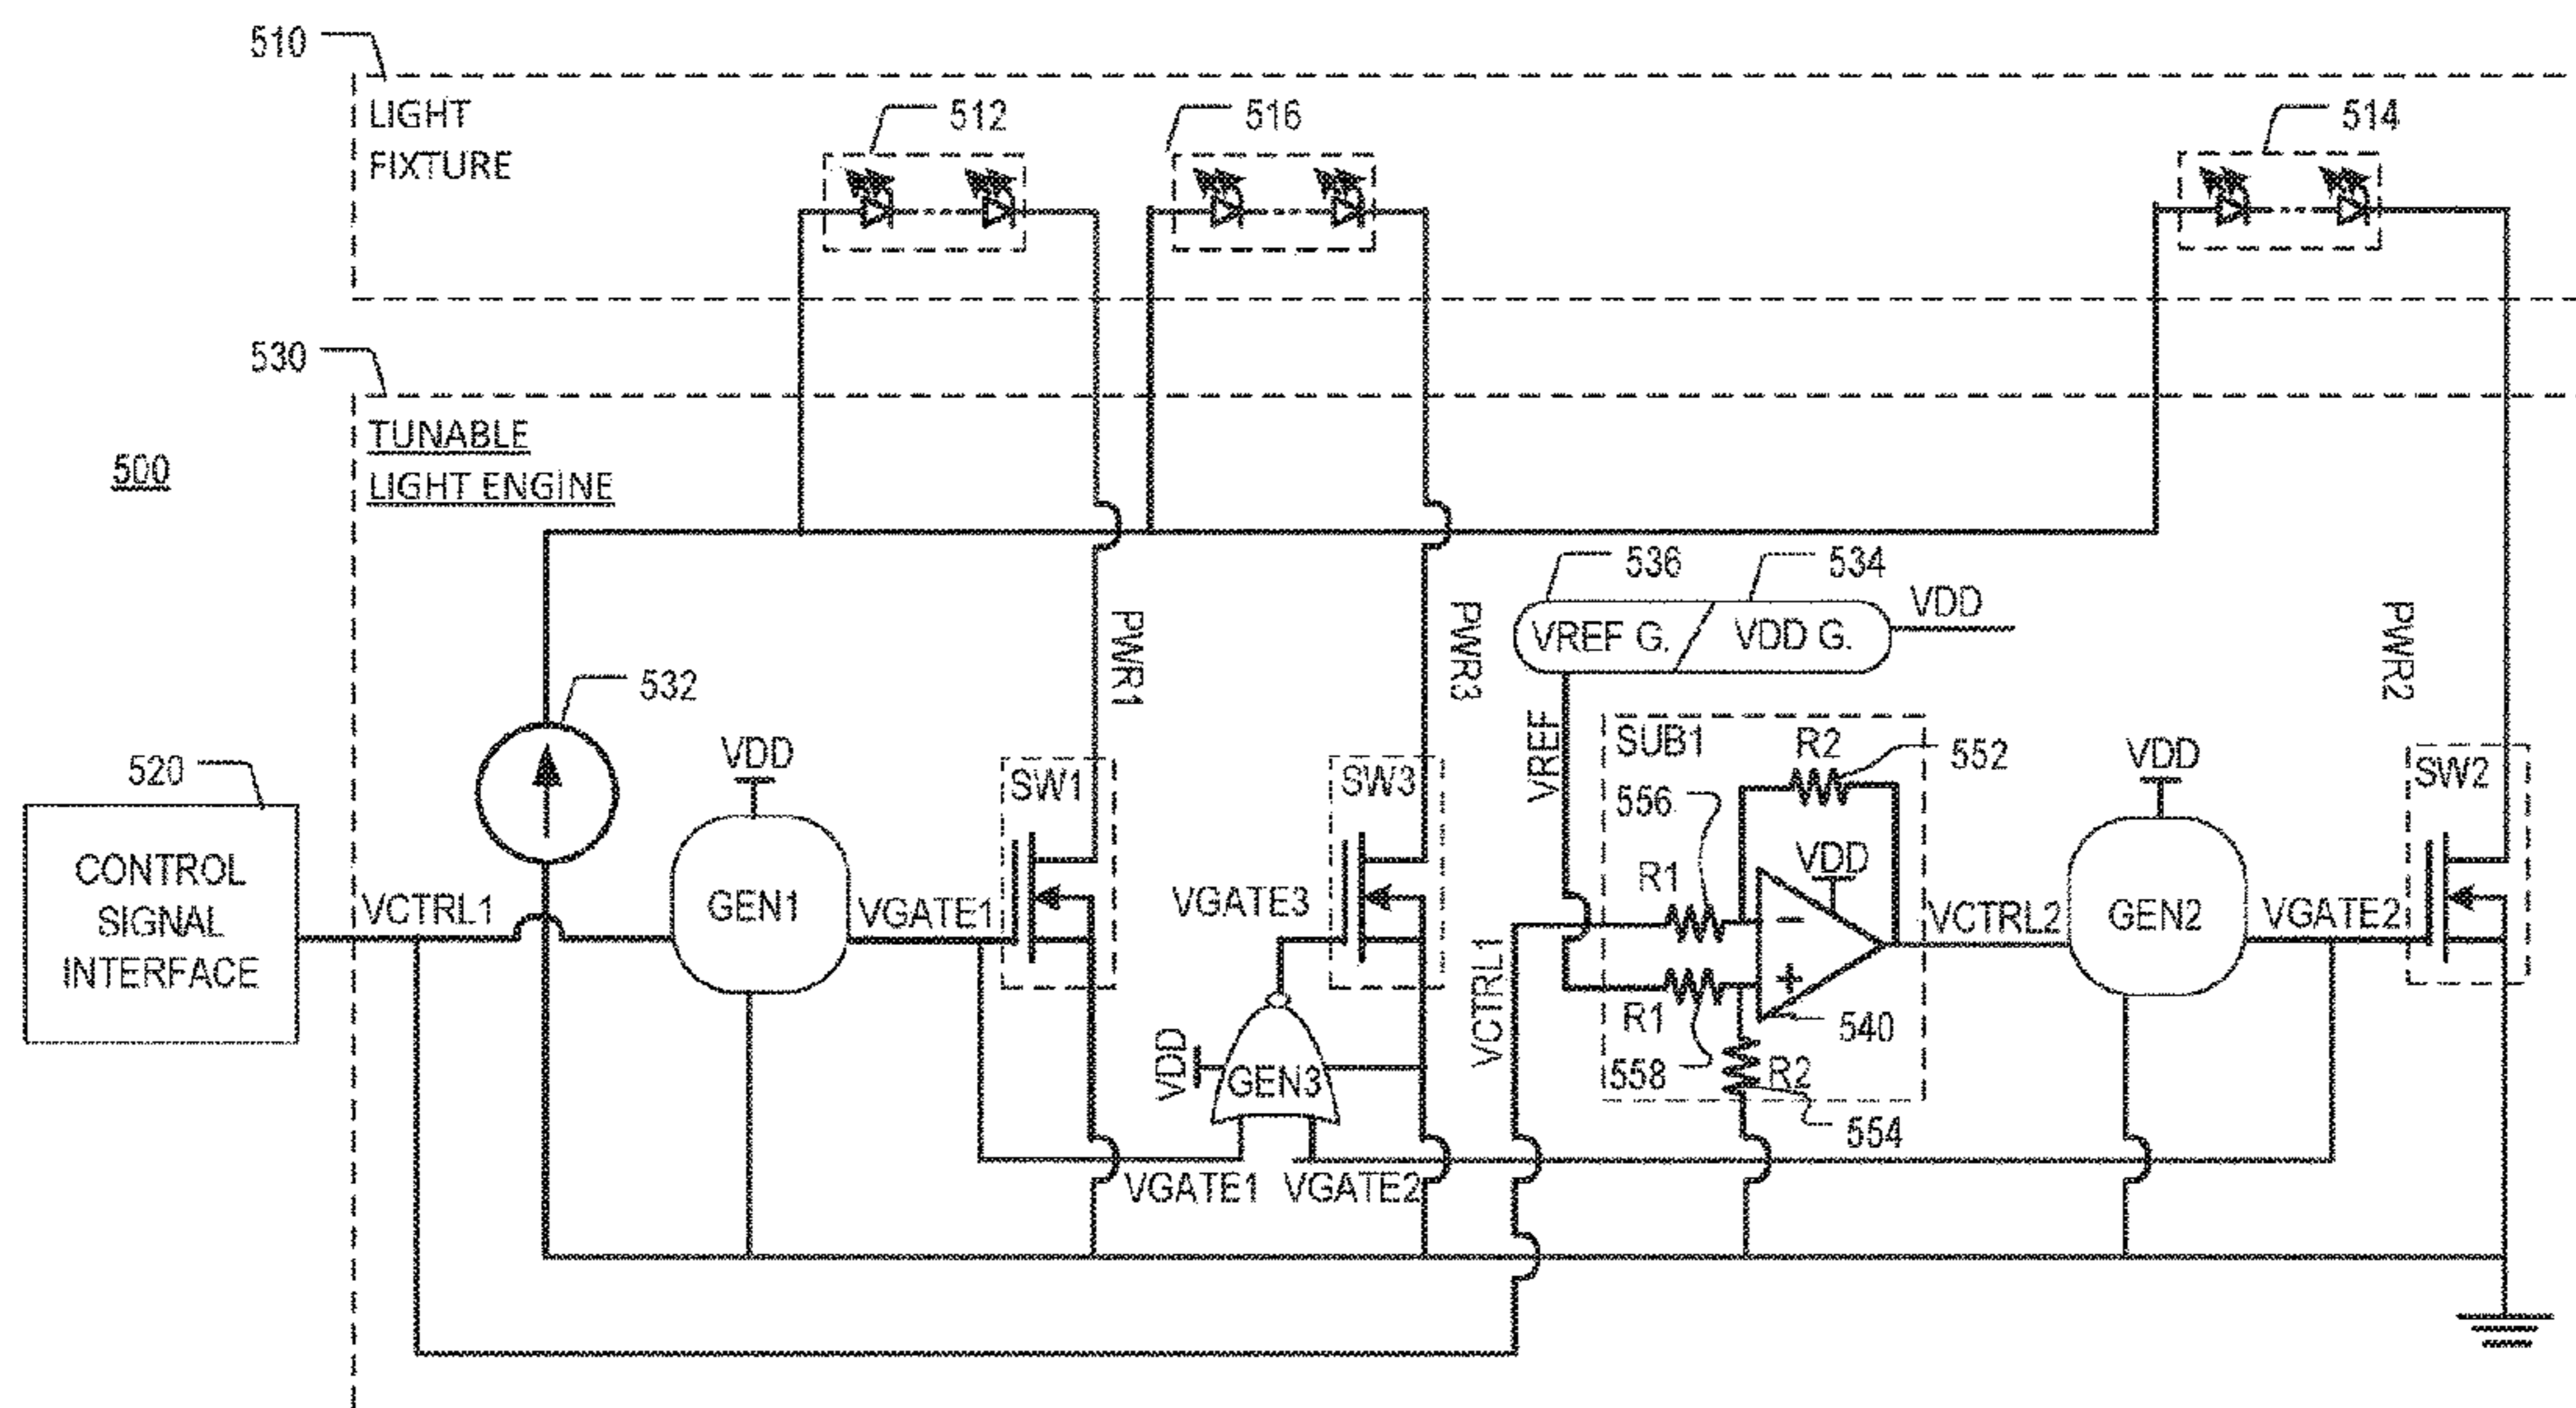 510
LIGHT
FIXTURE
512
516
514
530
TUNABLE
LIGHT ENGINE
500
536
534
VREF G.
VDD G.
VDD
PWR1
PWR3
PWR2
532
VREF
SUB1
R2
552
VDD
SW1
SW3
VDD
SW2
520
556
CONTROL
SIGNAL
INTERFACE
VCTRL1
GEN1
VGATE1
VGATE3
R1
VDD
−
VCTRL2
GEN2
VGATE2
VCTRL1
R1
+
540
VDD
GEN3
558
R2
554
VGATE1
VGATE2